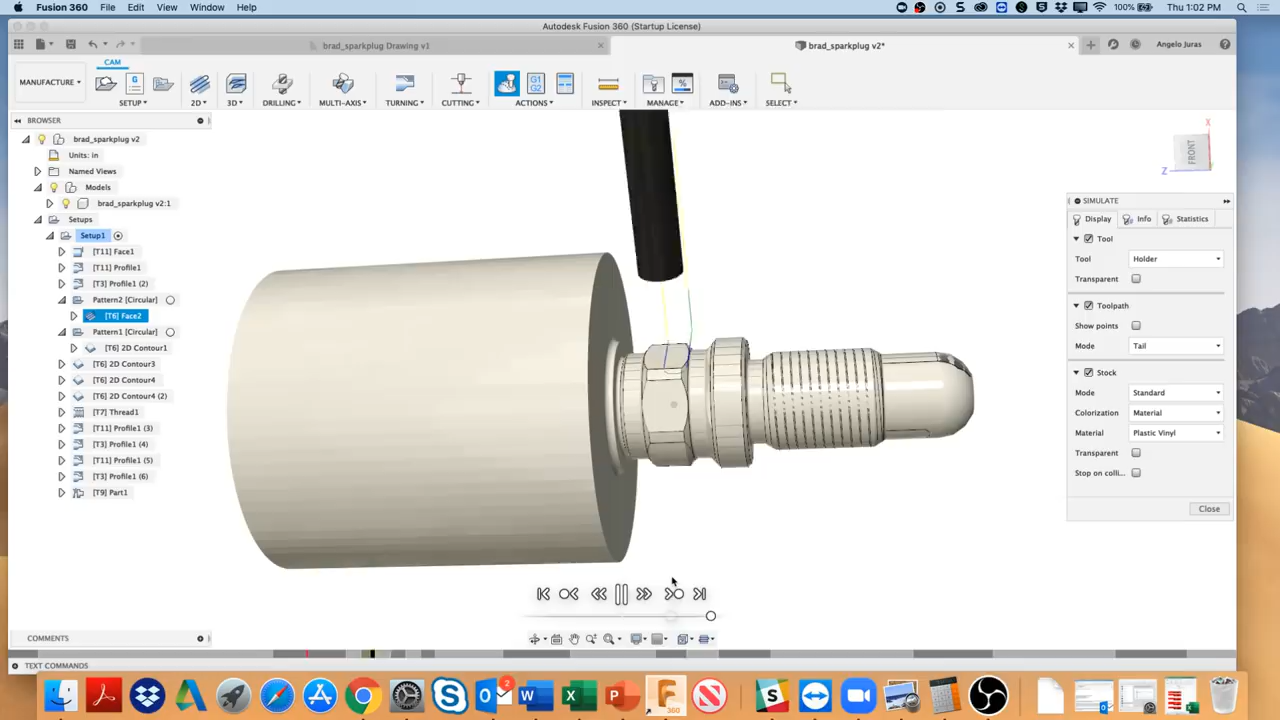 Fusion 360 File Edit View Window Help 100% Thu 1:02 PM
Autodesk Fusion 360 (Startup License)
brad_sparkplug Drawing v1 brad_sparkplug v2* Angelo Juras
CAM
MANUFACTURE G G1 G2 %
SETUP 2D 3D DRILLING MULTI-AXIS TURNING CUTTING ACTIONS INSPECT MANAGE ADD-INS SELECT
BROWSER
brad_sparkplug v2
Units: in
Named Views
Models
brad_sparkplug v2:1
Setups
Setup1
[T11] Face1
[T11] Profile1
[T3] Profile1 (2)
Pattern2 [Circular]
[T6] Face2
Pattern1 [Circular]
[T6] 2D Contour1
[T6] 2D Contour3
[T6] 2D Contour4
[T6] 2D Contour4 (2)
[T7] Thread1
[T11] Profile1 (3)
[T3] Profile1 (4)
[T11] Profile1 (5)
[T3] Profile1 (6)
[T9] Part1
X
FRONT
Z
SIMULATE
Display Info Statistics
Tool
Tool Holder
Transparent
Toolpath
Show points
Mode Tail
Stock
Mode Standard
Colorization Material
Material Plastic Vinyl
Transparent
Stop on colli...
Close
COMMENTS
TEXT COMMANDS
2
360